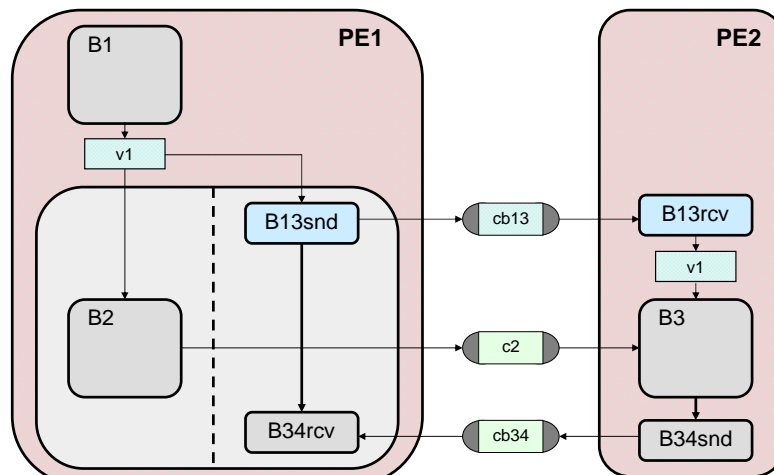 B1
PE1
PE2
v1
B13snd
cb13
B13rcv
v1
B2
B3
c2
B34rcv
cb34
B34snd